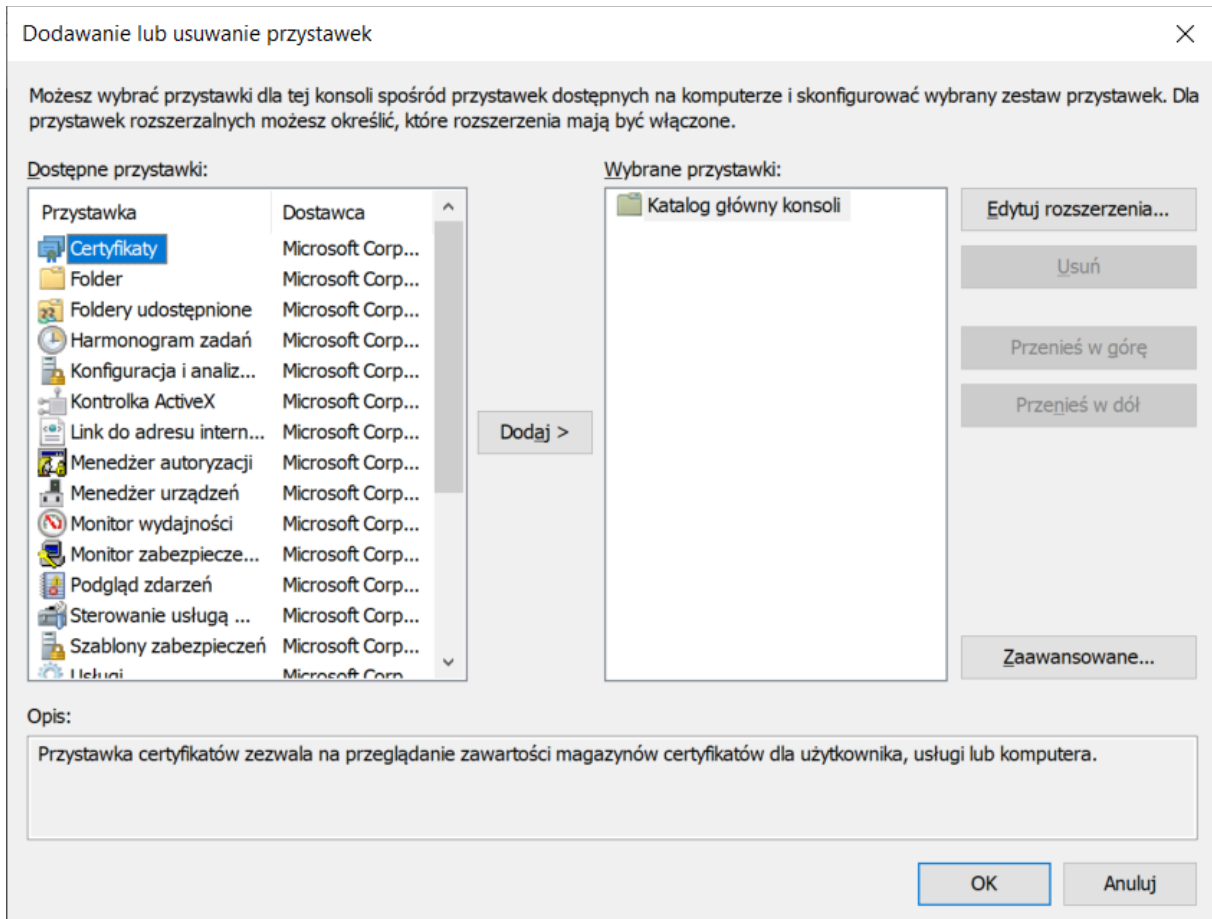 Dodawanie lub usuwanie przystawek
Możesz wybrać przystawki dla tej konsoli spośród przystawek dostępnych na komputerze i skonfigurować wybrany zestaw przystawek. Dla
przystawek rozszerzalnych możesz określić, które rozszerzenia mają być włączone.
Dostępne przystawki:
Przystawka Dostawca
Certyfikaty Microsoft Corp...
Folder Microsoft Corp...
Foldery udostępnione Microsoft Corp...
Harmonogram zadań Microsoft Corp...
Konfiguracja i analiz... Microsoft Corp...
Kontrolka ActiveX Microsoft Corp...
Link do adresu intern... Microsoft Corp...
Menedżer autoryzacji Microsoft Corp...
Menedżer urządzeń Microsoft Corp...
Monitor wydajności Microsoft Corp...
Monitor zabezpiecze... Microsoft Corp...
Podgląd zdarzeń Microsoft Corp...
Sterowanie usługą ... Microsoft Corp...
Szablony zabezpieczeń Microsoft Corp...
Usługi Microsoft Corp
Dodaj >
Wybrane przystawki:
Katalog główny konsoli
Edytuj rozszerzenia...
Usuń
Przenieś w górę
Przenieś w dół
Zaawansowane...
Opis:
Przystawka certyfikatów zezwala na przeglądanie zawartości magazynów certyfikatów dla użytkownika, usługi lub komputera.
OK Anuluj